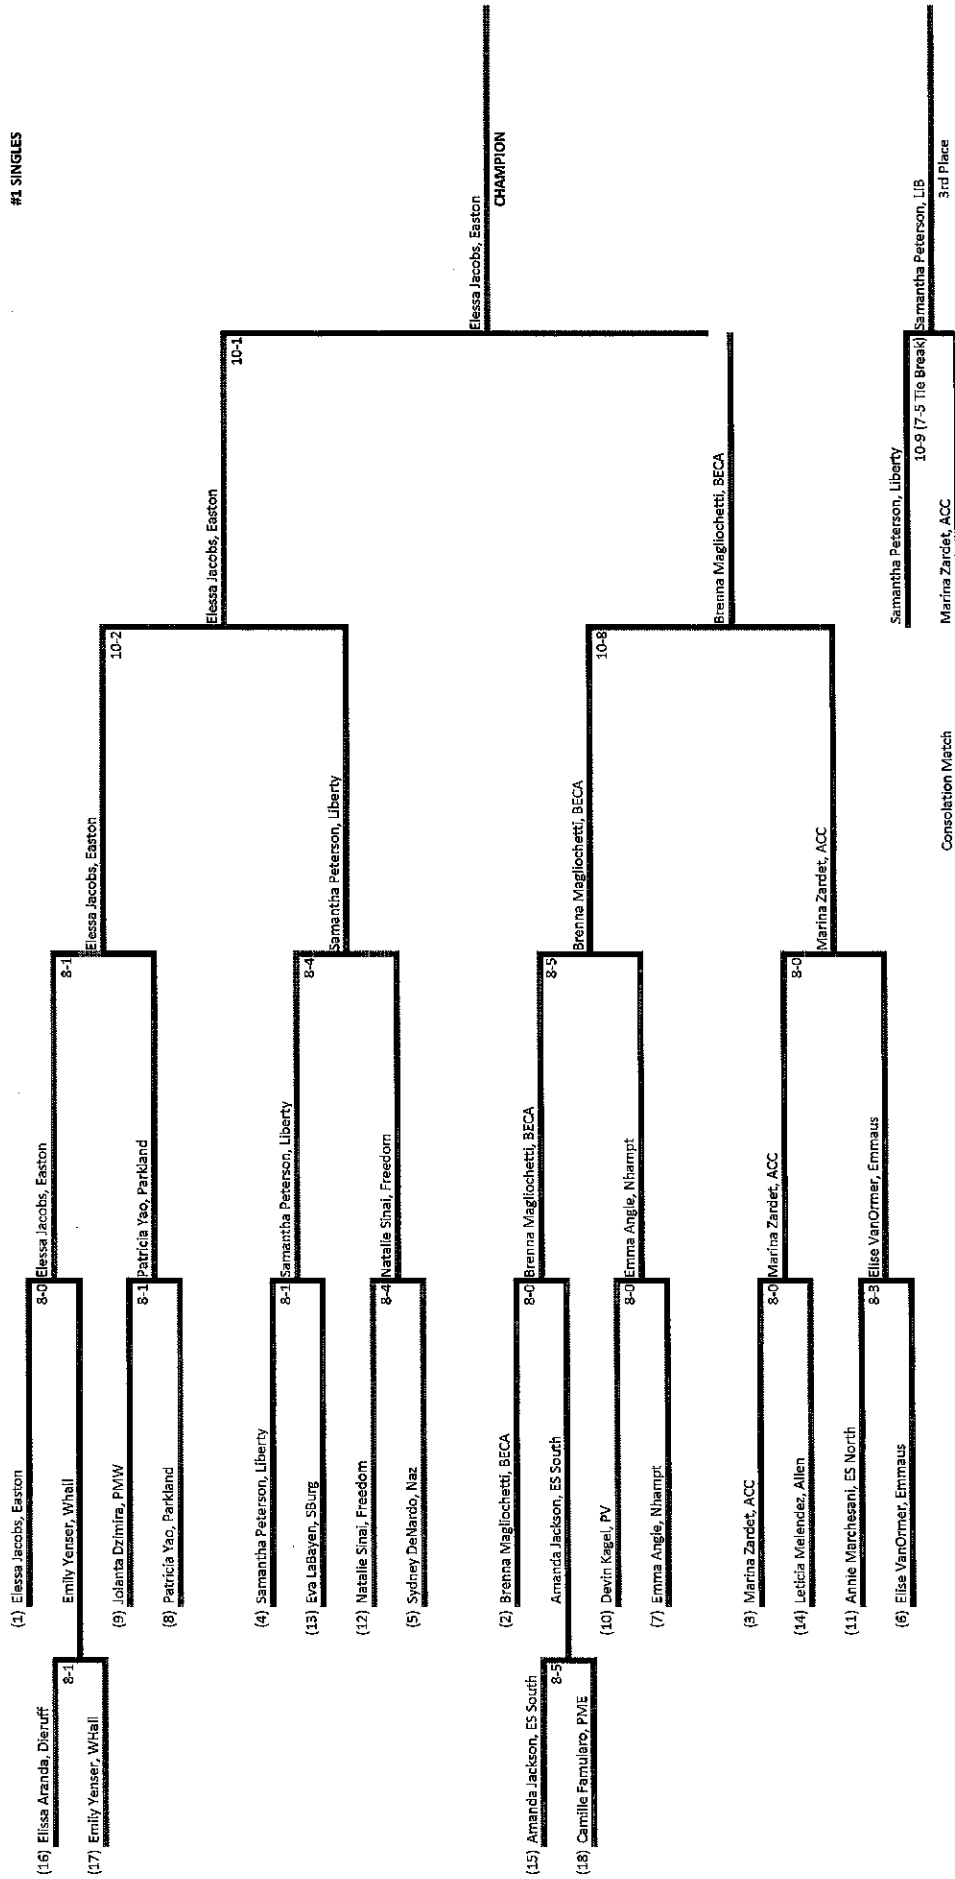 #1 SINGLES
(16) Elissa Aranda, Dieruff
8-1
(17) Emily Yenser, WHall
(15) Amanda Jackson, ES South
8-5
(18) Camille Famularo, PME
(1) Elessa Jacobs, Easton
8-0
Emily Yenser, Whall
(9) Jolanta Dzimira, PMW
8-1
(8) Patricia Yao, Parkland
(4) Samantha Peterson, Liberty
8-1
(13) Eva LaBayen, SBurg
(12) Natalie Sinai, Freedom
8-4
(5) Sydney DeNardo, Naz
(2) Brenna Magliochetti, BECA
8-0
Amanda Jackson, ES South
(10) Devin Kagel, PV
8-0
(7) Emma Angle, Nhampt
(3) Marina Zardet, ACC
8-0
(14) Leticia Melendez, Allen
(11) Annie Marchesani, ES North
8-3
(6) Elise VanOrmer, Emmaus
Elessa Jacobs, Easton
8-1
Patricia Yao, Parkland
Samantha Peterson, Liberty
8-4
Natalie Sinai, Freedom
Brenna Magliochetti, BECA
8-5
Emma Angle, Nhampt
Marina Zardet, ACC
8-0
Elise VanOrmer, Emmaus
Elessa Jacobs, Easton
10-2
Samantha Peterson, Liberty
Brenna Magliochetti, BECA
10-8
Marina Zardet, ACC
Elessa Jacobs, Easton
10-1
Brenna Magliochetti, BECA
Elessa Jacobs, Easton
CHAMPION
Consolation Match
Samantha Peterson, Liberty
10-9 (7-5 Tie Break)
Marina Zardet, ACC
Samantha Peterson, LIB
3rd Place